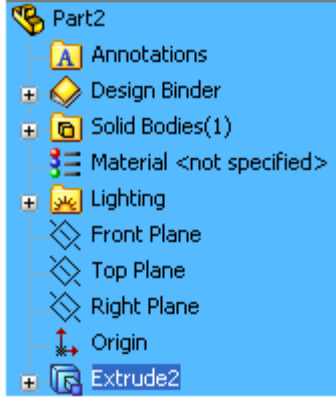 Part2
Annotations
Design Binder
Solid Bodies(1)
Material <not specified>
Lighting
Front Plane
Top Plane
Right Plane
Origin
Extrude2